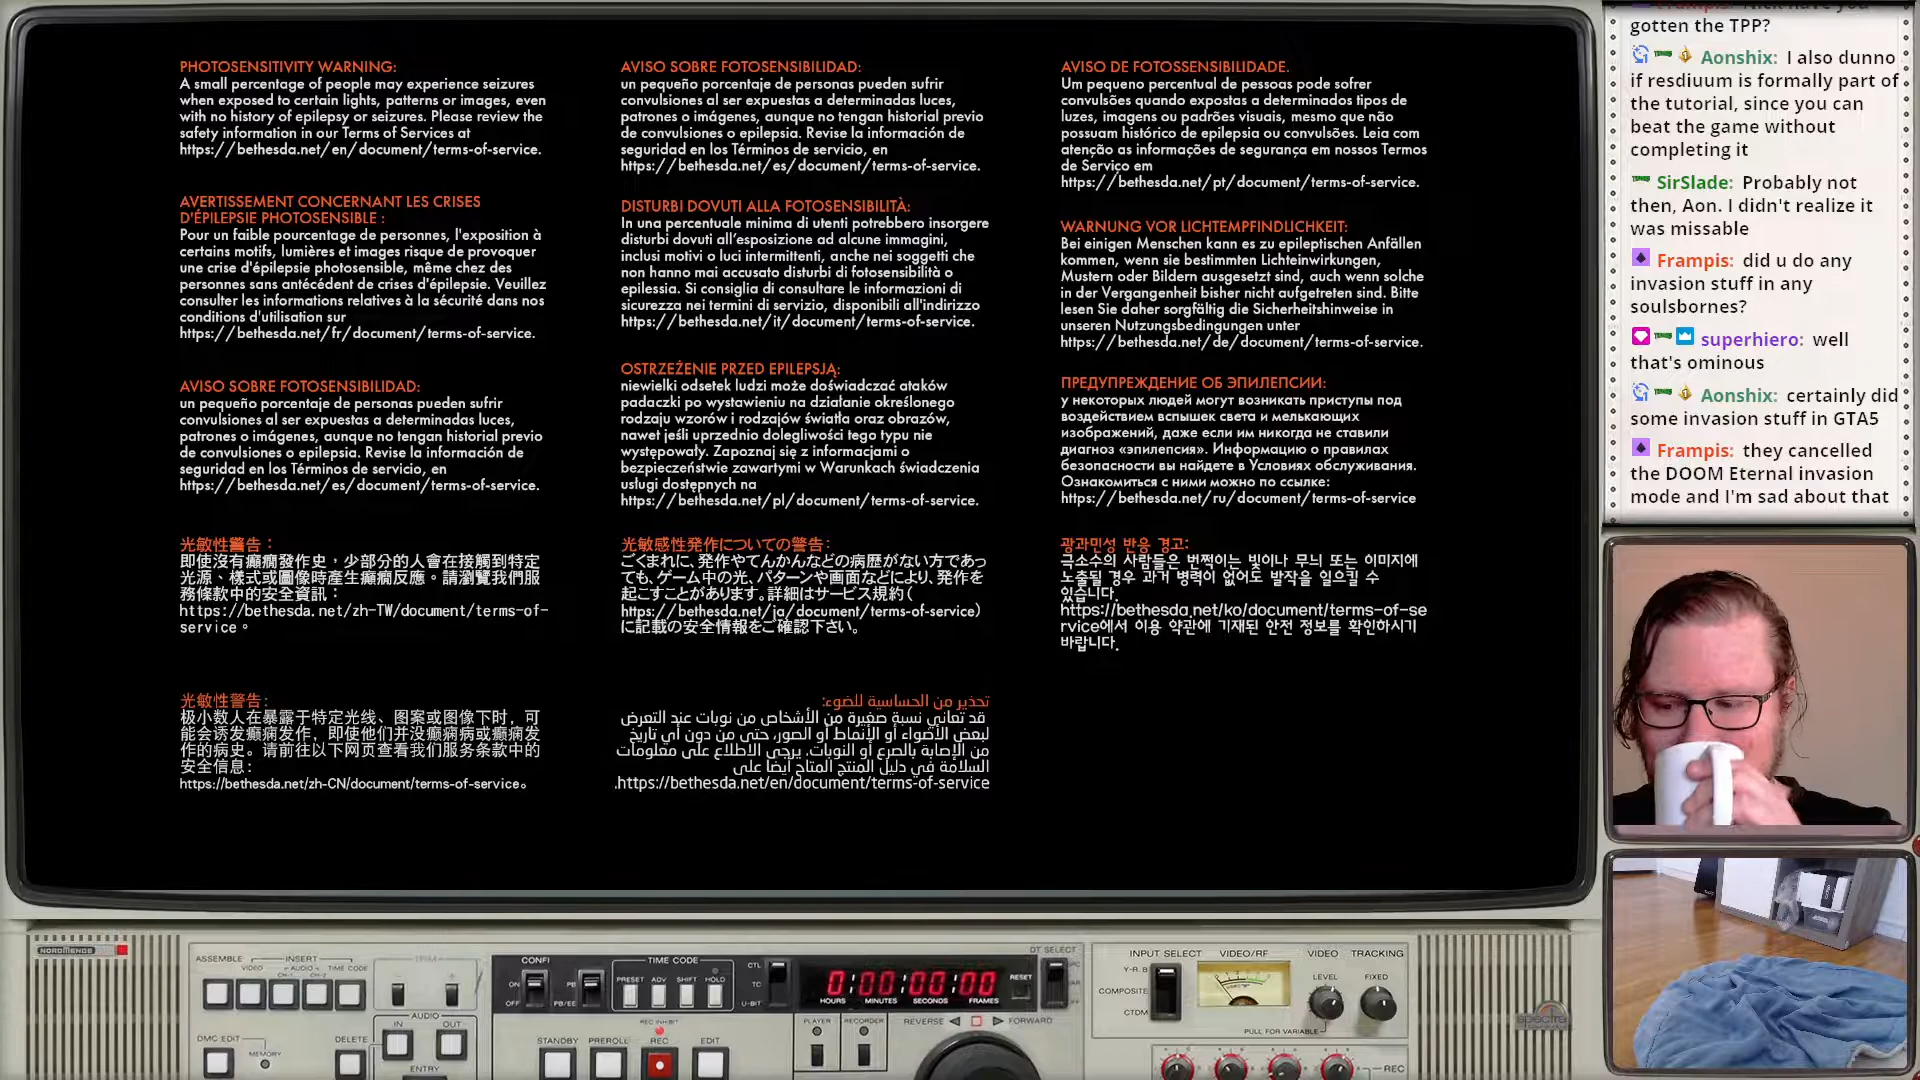 PHOTOSENSITIVITY WARNING:
A small percentage of people may experience seizures
when exposed to certain lights, patterns or images, even
with no history of epilepsy or seizures. Please review the
safety information in our Terms of Services at
https://bethesda.net/en/document/terms-of-service.
AVERTISSEMENT CONCERNANT LES CRISES
D'ÉPILEPSIE PHOTOSENSIBLE :
Pour un faible pourcentage de personnes, l'exposition à
certains motifs, lumières et images risque de provoquer
une crise d'épilepsie photosensible, même chez des
personnes sans antécédent de crises d'épilepsie. Veuillez
consulter les informations relatives à la sécurité dans nos
conditions d'utilisation sur
https://bethesda.net/fr/document/terms-of-service.
AVISO SOBRE FOTOSENSIBILIDAD:
un pequeño porcentaje de personas pueden sufrir
convulsiones al ser expuestas a determinadas luces,
patrones o imágenes, aunque no tengan historial previo
de convulsiones o epilepsia. Revise la información de
seguridad en los Términos de servicio, en
https://bethesda.net/es/document/terms-of-service.
光敏性警告：
即使沒有癲癇發作史，少部分的人會在接觸到特定
光源、樣式或圖像時產生癲癇反應。請瀏覽我們服
務條款中的安全資訊：
https://bethesda.net/zh-TW/document/terms-of-
service。
光敏性警告:
极小数人在暴露于特定光线、图案或图像下时，可
能会诱发癫痫发作，即使他们并没癫痫病或癫痫发
作的病史。请前往以下网页查看我们服务条款中的
安全信息:
https://bethesda.net/zh-CN/document/terms-of-service。
AVISO SOBRE FOTOSENSIBILIDAD:
un pequeño porcentaje de personas pueden sufrir
convulsiones al ser expuestas a determinadas luces,
patrones o imágenes, aunque no tengan historial previo
de convulsiones o epilepsia. Revise la información de
seguridad en los Términos de servicio, en
https://bethesda.net/es/document/terms-of-service.
DISTURBI DOVUTI ALLA FOTOSENSIBILITÀ:
In una percentuale minima di utenti potrebbero insorgere
disturbi dovuti all'esposizione ad alcune immagini,
inclusi motivi o luci intermittenti, anche nei soggetti che
non hanno mai accusato disturbi di fotosensibilità o
epilessia. Si consiglia di consultare le informazioni di
sicurezza nei termini di servizio, disponibili all'indirizzo
https://bethesda.net/it/document/terms-of-service.
OSTRZEŻENIE PRZED EPILEPSJĄ:
niewielki odsetek ludzi może doświadczać ataków
padaczki po wystawieniu na działanie określonego
rodzaju wzorów i rodzajów światła oraz obrazów,
nawet jeśli uprzednio dolegliwości tego typu nie
występowały. Zapoznaj się z informacjami o
bezpieczeństwie zawartymi w Warunkach świadczenia
usługi dostępnych na
https://bethesda.net/pl/document/terms-of-service.
光敏感性発作についての警告:
ごくまれに、発作やてんかんなどの病歴がない方であっ
ても、ゲーム中の光、パターンや画面などにより、発作を
起こすことがあります。詳細はサービス規約(
https://bethesda.net/ja/document/terms-of-service)
に記載の安全情報をご確認下さい。
تحذير من الحساسية للضوء:
قد تعاني نسبة صغيرة من الأشخاص من نوبات عند التعرض
لبعض الأضواء أو الأنماط أو الصور، حتى من دون أي تاريخ
من الإصابة بالصرع أو النوبات. يرجى الاطلاع على معلومات
السلامة في دليل المنتج المتاح أيضًا على
https://bethesda.net/en/document/terms-of-service.
AVISO DE FOTOSSENSIBILIDADE.
Um pequeno percentual de pessoas pode sofrer
convulsões quando expostas a determinados tipos de
luzes, imagens ou padrões visuais, mesmo que não
possuam histórico de epilepsia ou convulsões. Leia com
atenção as informações de segurança em nossos Termos
de Serviço em
https://bethesda.net/pt/document/terms-of-service.
WARNUNG VOR LICHTEMPFINDLICHKEIT:
Bei einigen Menschen kann es zu epileptischen Anfällen
kommen, wenn sie bestimmten Lichteinwirkungen,
Mustern oder Bildern ausgesetzt sind, auch wenn solche
in der Vergangenheit bisher nicht aufgetreten sind. Bitte
lesen Sie daher sorgfältig die Sicherheitshinweise in
unseren Nutzungsbedingungen unter
https://bethesda.net/de/document/terms-of-service.
ПРЕДУПРЕЖДЕНИЕ ОБ ЭПИЛЕПСИИ:
у некоторых людей могут возникать приступы под
воздействием вспышек света и мелькающих
изображений, даже если им никогда не ставили
диагноз «эпилепсия». Информацию о правилах
безопасности вы найдете в Условиях обслуживания.
Ознакомиться с ними можно по ссылке:
https://bethesda.net/ru/document/terms-of-service
광과민성 반응 경고:
극소수의 사람들은 번쩍이는 빛이나 무늬 또는 이미지에
노출될 경우 과거 병력이 없어도 발작을 일으킬 수
있습니다.
https://bethesda.net/ko/document/terms-of-se
rvice에서 이용 약관에 기재된 안전 정보를 확인하시기
바랍니다.
gotten the TPP?
Aonshix: I also dunno
if resdiuum is formally part of
the tutorial, since you can
beat the game without
completing it
SirSlade: Probably not
then, Aon. I didn't realize it
was missable
Frampis: did u do any
invasion stuff in any
soulsbornes?
superhiero: well
that's ominous
Aonshix: certainly did
some invasion stuff in GTA5
Frampis: they cancelled
the DOOM Eternal invasion
mode and I'm sad about that
NORDMENDE
ASSEMBLE
INSERT
VIDEO AUDIO TIME CODE
CH-1 CH-2
TRIM
AUDIO
IN OUT
DMC EDIT
MEMORY
DELETE
ENTRY
CONFI
ON
OFF
PB
PB/EE
TIME CODE
PRESET ADV SHIFT HOLD
CTL
TC
U-BIT
0:00:00:00
HOURS MINUTES SECONDS FRAMES
RESET
DT SELECT
REC INHIBIT
STANDBY PREROLL REC EDIT
PLAYER RECORDER
REVERSE FORWARD
INPUT SELECT VIDEO/RF VIDEO TRACKING
Y-R, B
COMPOSITE
CTDM
LEVEL FIXED
PULL FOR VARIABLE
REC
spectra